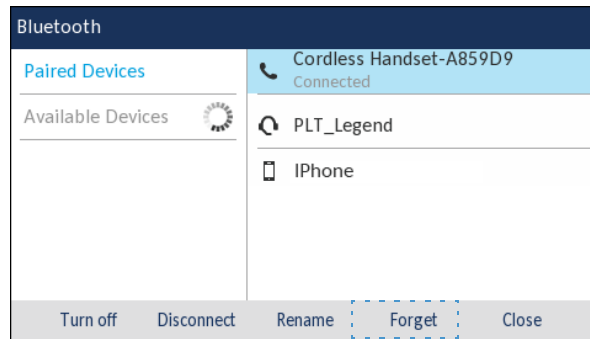 Bluetooth
Paired Devices
Available Devices
Cordless Handset-A859D9
Connected
PLT_Legend
IPhone
Turn off Disconnect Rename Forget Close